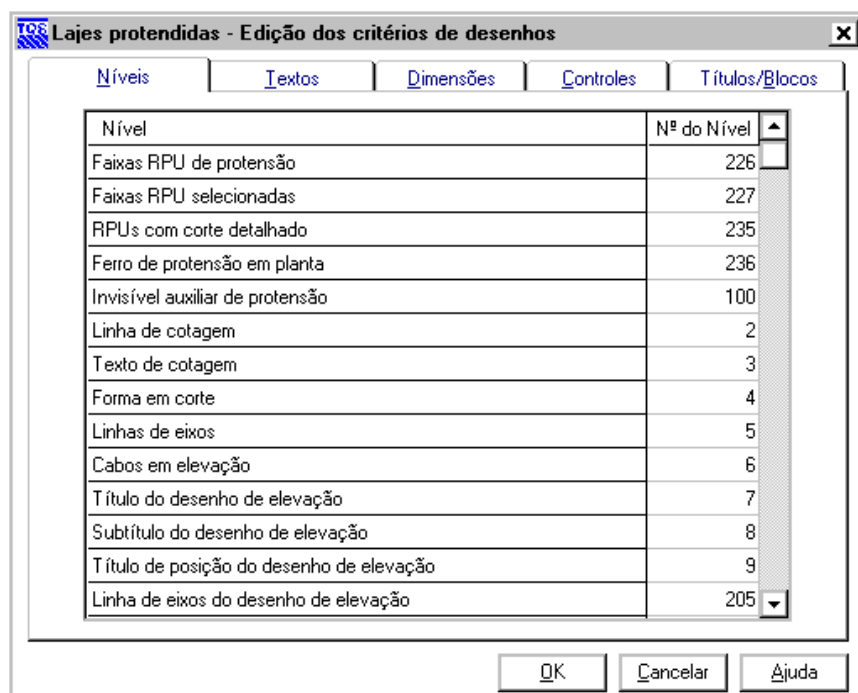 TQS Lajes protendidas - Edição dos critérios de desenhos
Níveis Textos Dimensões Controles Títulos/Blocos
Nível Nº do Nível
Faixas RPU de protensão 226
Faixas RPU selecionadas 227
RPUs com corte detalhado 235
Ferro de protensão em planta 236
Invisível auxiliar de protensão 100
Linha de cotagem 2
Texto de cotagem 3
Forma em corte 4
Linhas de eixos 5
Cabos em elevação 6
Título do desenho de elevação 7
Subtítulo do desenho de elevação 8
Título de posição do desenho de elevação 9
Linha de eixos do desenho de elevação 205
OK Cancelar Ajuda